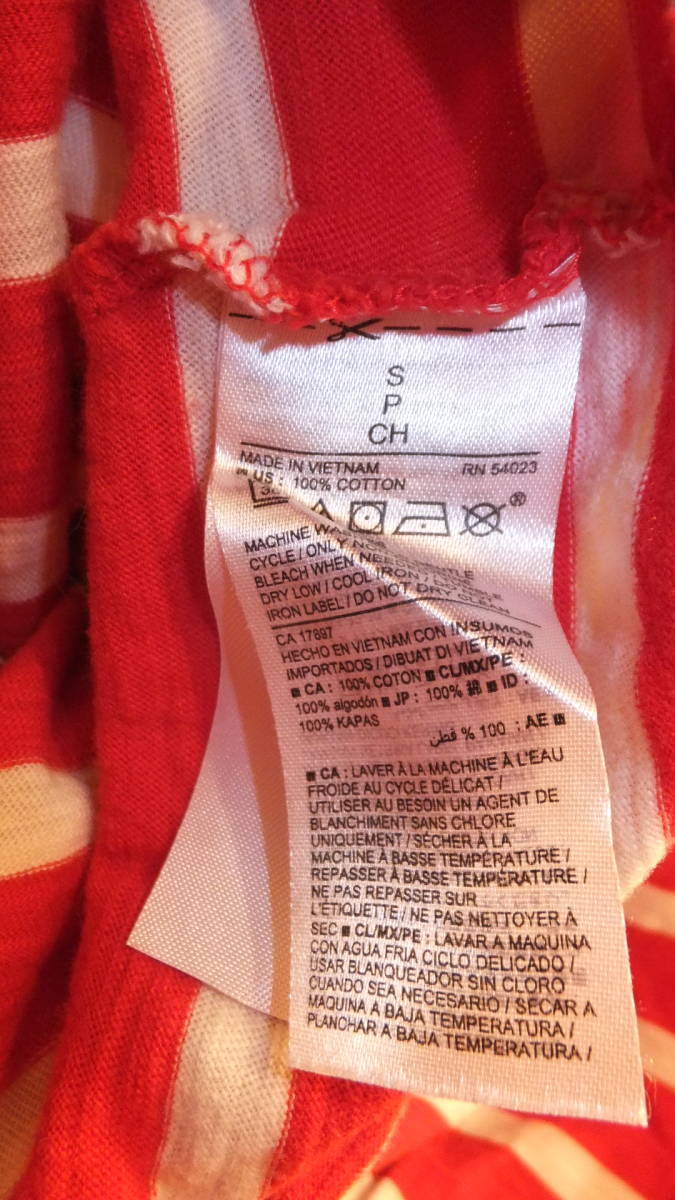 S
P
CH
MADE IN VIETNAM RN 54023
US : 100% COTTON
®
MACHINE
CYCLE / ONLY
BLEACH WHEN
DRY LOW / COOL IRON /
IRON LABEL / DO NOT DRY CLEAN
CA 17897
HECHO EN VIETNAM CON INSUMOS
IMPORTADOS / DIBUAT DI VIETNAM
■ CA : 100% COTON ■ CL/MX/PE :
100% algodón ■ JP : 100% 綿 ■ ID :
100% KAPAS
■ AE : 100 % قطن
■ CA : LAVER À LA MACHINE À L'EAU
FROIDE AU CYCLE DÉLICAT /
UTILISER AU BESOIN UN AGENT DE
BLANCHIMENT SANS CHLORE
UNIQUEMENT / SÉCHER À LA
MACHINE À BASSE TEMPÉRATURE /
REPASSER À BASSE TEMPÉRATURE /
NE PAS REPASSER SUR
L'ÉTIQUETTE / NE PAS NETTOYER À
SEC ■ CL/MX/PE : LAVAR A MAQUINA
CON AGUA FRIA CICLO DELICADO /
USAR BLANQUEADOR SIN CLORO
CUANDO SEA NECESARIO / SECAR A
MAQUINA A BAJA TEMPERATURA /
PLANCHAR A BAJA TEMPERATURA /